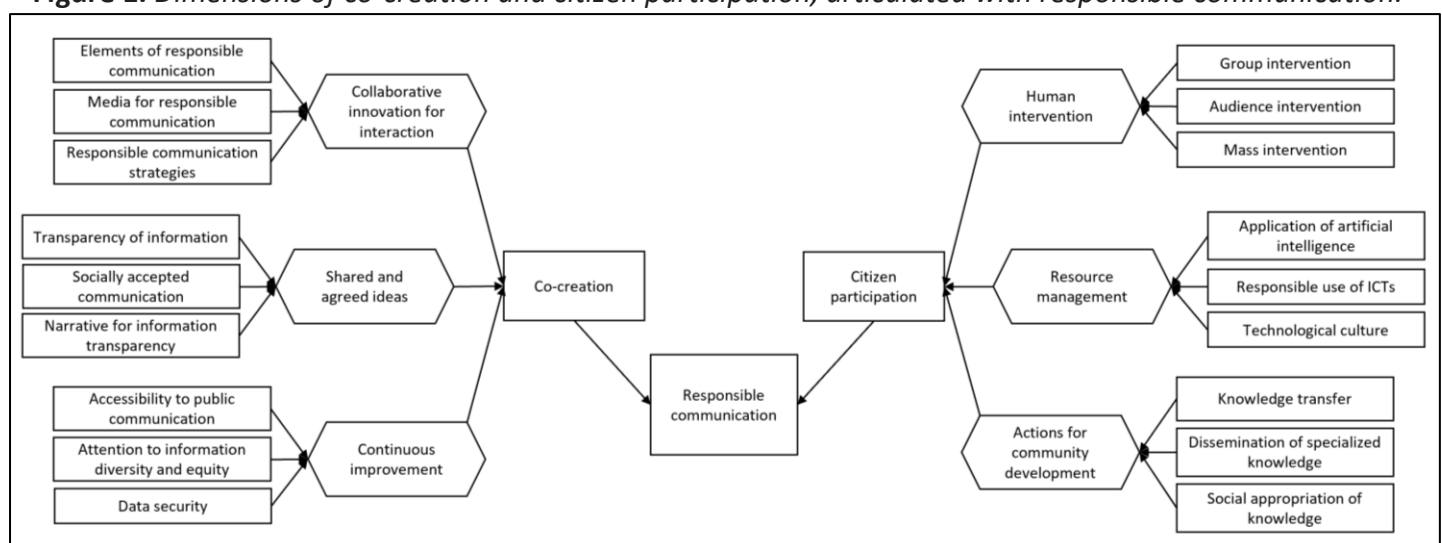 Figure 1. Dimensions of co-creation and citizen participation, articulated with responsible communication.
Elements of responsible
communication
Media for responsible
communication
Responsible communication
strategies
Collaborative
innovation for
interaction
Transparency of information
Socially accepted
communication
Narrative for information
transparency
Shared and
agreed ideas
Accessibility to public
communication
Attention to information
diversity and equity
Data security
Continuous
improvement
Co-creation
Responsible
communication
Citizen
participation
Human
intervention
Group intervention
Audience intervention
Mass intervention
Resource
management
Application of artificial
intelligence
Responsible use of ICTs
Technological culture
Actions for
community
development
Knowledge transfer
Dissemination of specialized
knowledge
Social appropriation of
knowledge